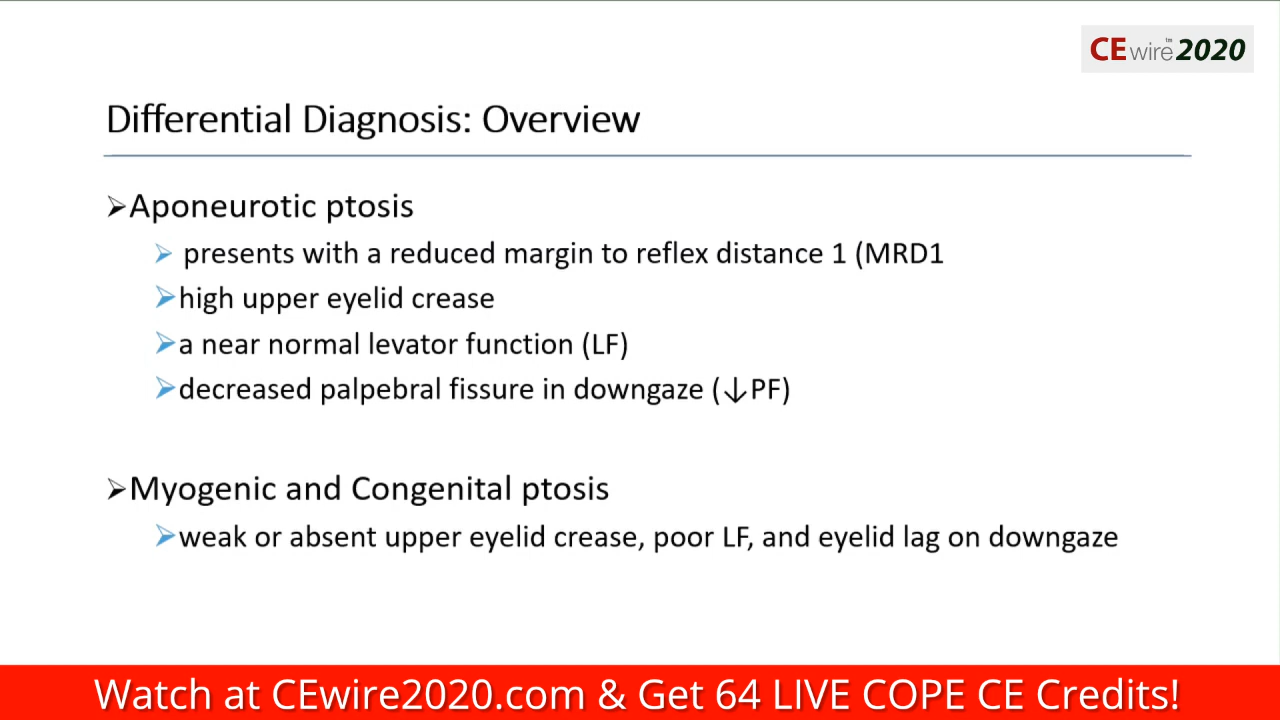 CEwire™2020
Differential Diagnosis: Overview
➢Aponeurotic ptosis
➢ presents with a reduced margin to reflex distance 1 (MRD1
➢high upper eyelid crease
➢a near normal levator function (LF)
➢decreased palpebral fissure in downgaze (↓PF)
➢Myogenic and Congenital ptosis
➢weak or absent upper eyelid crease, poor LF, and eyelid lag on downgaze
Watch at CEwire2020.com & Get 64 LIVE COPE CE Credits!